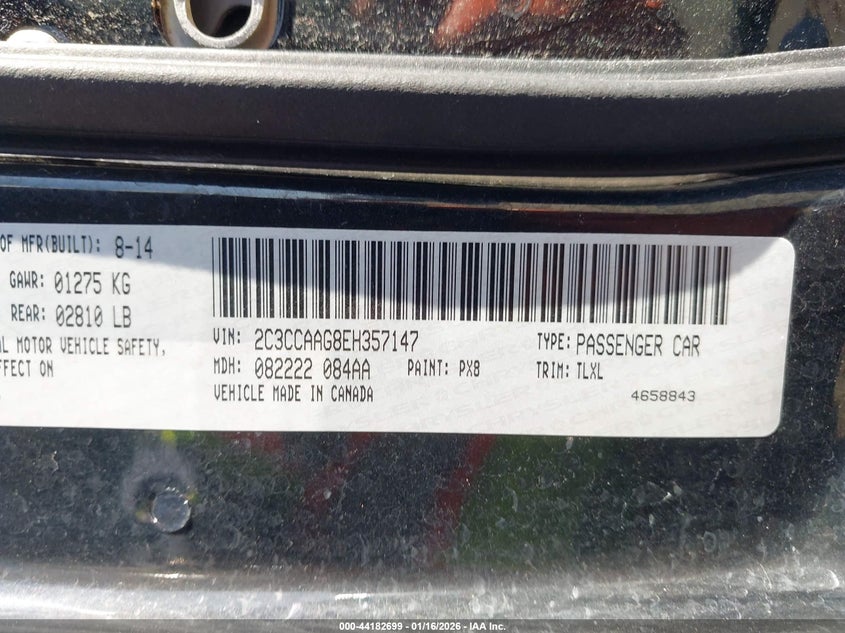 OF MFR(BUILT): 8-14
GAWR: 01275 KG
REAR: 02810 LB
L MOTOR VEHICLE SAFETY,
FFECT ON
VIN: 2C3CCAAG8EH357147
TYPE: PASSENGER CAR
MDH: 082222 084AA
PAINT: PX8
TRIM: TLXL
VEHICLE MADE IN CANADA
4658843
000-44182699 - 01/16/2026 - IAA Inc.